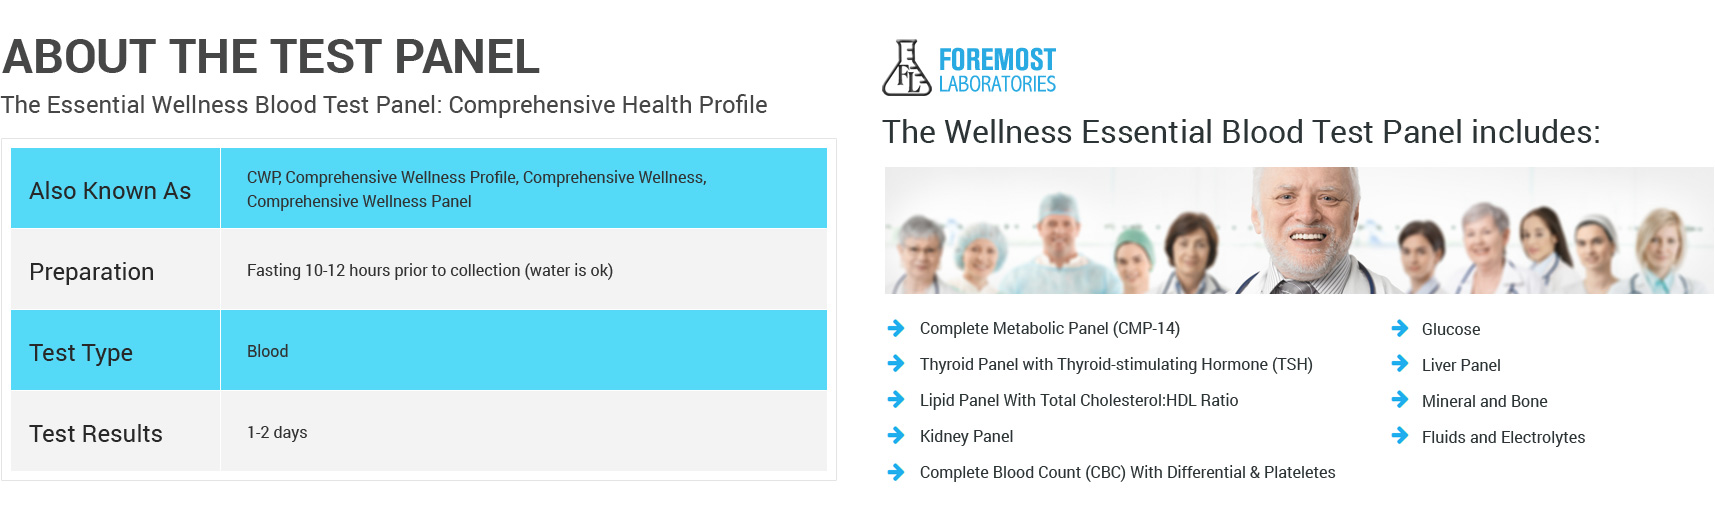 ABOUT THE TEST PANEL
The Essential Wellness Blood Test Panel: Comprehensive Health Profile
Also Known As
CWP, Comprehensive Wellness Profile, Comprehensive Wellness,
Comprehensive Wellness Panel
Preparation
Fasting 10-12 hours prior to collection (water is ok)
Test Type
Blood
Test Results
1-2 days
FL
FOREMOST
LABORATORIES
The Wellness Essential Blood Test Panel includes:
Complete Metabolic Panel (CMP-14)
Thyroid Panel with Thyroid-stimulating Hormone (TSH)
Lipid Panel With Total Cholesterol:HDL Ratio
Kidney Panel
Complete Blood Count (CBC) With Differential & Plateletes
Glucose
Liver Panel
Mineral and Bone
Fluids and Electrolytes